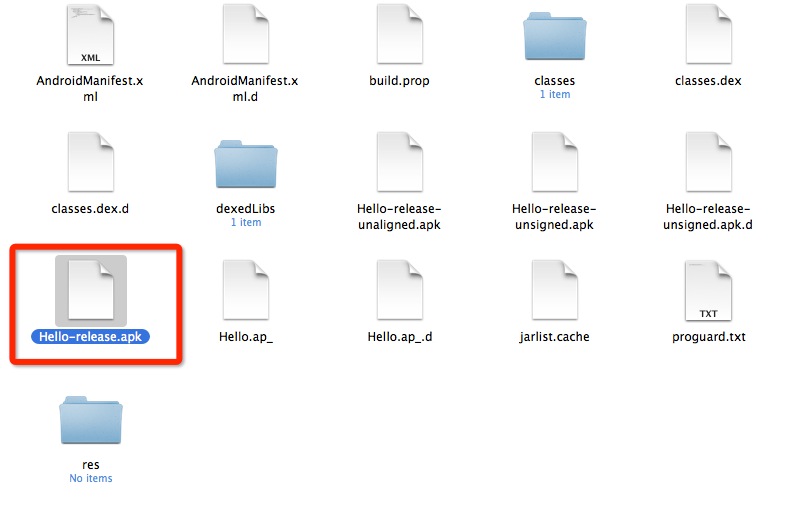 XML
AndroidManifest.x
ml
AndroidManifest.x
ml.d
build.prop
classes
1 item
classes.dex
classes.dex.d
dexedLibs
1 item
Hello-release-
unaligned.apk
Hello-release-
unsigned.apk
Hello-release-
unsigned.apk.d
Hello-release.apk
Hello.ap_
Hello.ap_.d
jarlist.cache
TXT
proguard.txt
res
No items